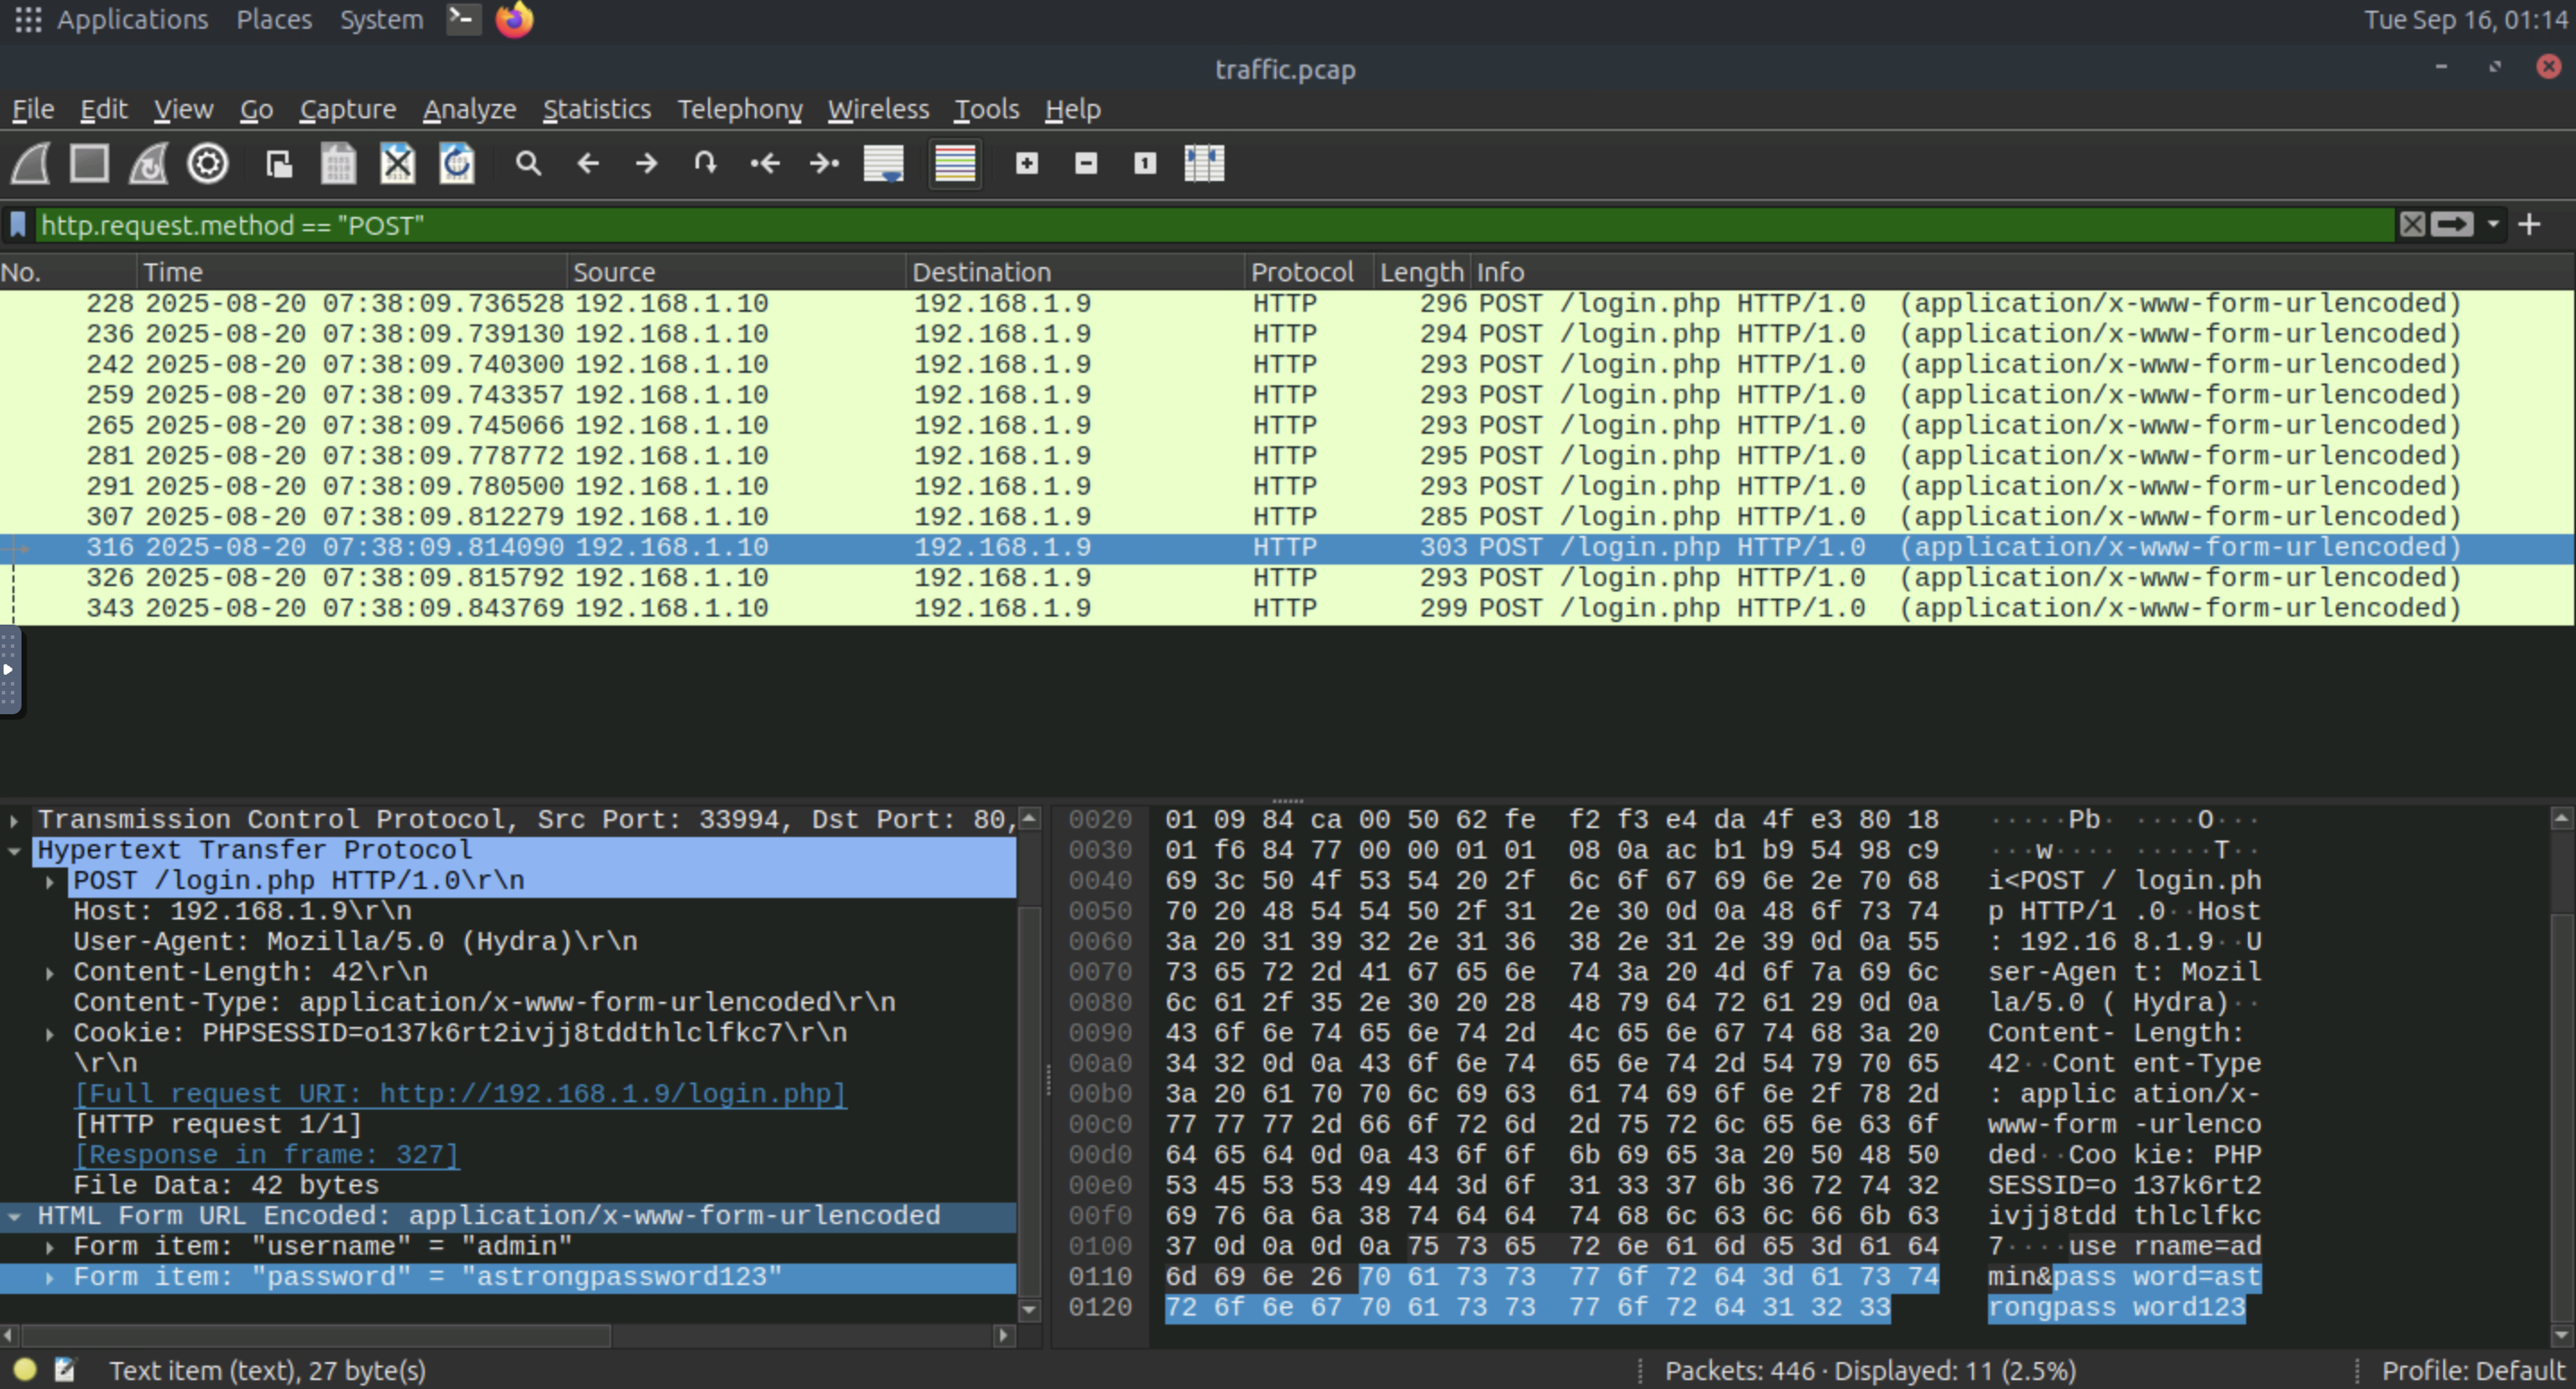 Applications Places System Tue Sep 16, 01:14
traffic.pcap
File Edit View Go Capture Analyze Statistics Telephony Wireless Tools Help
http.request.method == "POST"
No. Time Source Destination Protocol Length Info
228 2025-08-20 07:38:09.736528 192.168.1.10 192.168.1.9 HTTP 296 POST /login.php HTTP/1.0 (application/x-www-form-urlencoded)
236 2025-08-20 07:38:09.739130 192.168.1.10 192.168.1.9 HTTP 294 POST /login.php HTTP/1.0 (application/x-www-form-urlencoded)
242 2025-08-20 07:38:09.740300 192.168.1.10 192.168.1.9 HTTP 293 POST /login.php HTTP/1.0 (application/x-www-form-urlencoded)
259 2025-08-20 07:38:09.743357 192.168.1.10 192.168.1.9 HTTP 293 POST /login.php HTTP/1.0 (application/x-www-form-urlencoded)
265 2025-08-20 07:38:09.745066 192.168.1.10 192.168.1.9 HTTP 293 POST /login.php HTTP/1.0 (application/x-www-form-urlencoded)
281 2025-08-20 07:38:09.778772 192.168.1.10 192.168.1.9 HTTP 295 POST /login.php HTTP/1.0 (application/x-www-form-urlencoded)
291 2025-08-20 07:38:09.780500 192.168.1.10 192.168.1.9 HTTP 293 POST /login.php HTTP/1.0 (application/x-www-form-urlencoded)
307 2025-08-20 07:38:09.812279 192.168.1.10 192.168.1.9 HTTP 285 POST /login.php HTTP/1.0 (application/x-www-form-urlencoded)
316 2025-08-20 07:38:09.814090 192.168.1.10 192.168.1.9 HTTP 303 POST /login.php HTTP/1.0 (application/x-www-form-urlencoded)
326 2025-08-20 07:38:09.815792 192.168.1.10 192.168.1.9 HTTP 293 POST /login.php HTTP/1.0 (application/x-www-form-urlencoded)
343 2025-08-20 07:38:09.843769 192.168.1.10 192.168.1.9 HTTP 299 POST /login.php HTTP/1.0 (application/x-www-form-urlencoded)
Transmission Control Protocol, Src Port: 33994, Dst Port: 80,
Hypertext Transfer Protocol
POST /login.php HTTP/1.0\r\n
Host: 192.168.1.9\r\n
User-Agent: Mozilla/5.0 (Hydra)\r\n
Content-Length: 42\r\n
Content-Type: application/x-www-form-urlencoded\r\n
Cookie: PHPSESSID=o137k6rt2ivjj8tddthlclfkc7\r\n
\r\n
[Full request URI: http://192.168.1.9/login.php]
[HTTP request 1/1]
[Response in frame: 327]
File Data: 42 bytes
HTML Form URL Encoded: application/x-www-form-urlencoded
Form item: "username" = "admin"
Form item: "password" = "astrongpassword123"
0020 01 09 84 ca 00 50 62 fe f2 f3 e4 da 4f e3 80 18 ·····Pb· ····O···
0030 01 f6 84 77 00 00 01 01 08 0a ac b1 b9 54 98 c9 ···w···· ·····T··
0040 69 3c 50 4f 53 54 20 2f 6c 6f 67 69 6e 2e 70 68 i<POST / login.ph
0050 70 20 48 54 54 50 2f 31 2e 30 0d 0a 48 6f 73 74 p HTTP/1 .0··Host
0060 3a 20 31 39 32 2e 31 36 38 2e 31 2e 39 0d 0a 55 : 192.16 8.1.9··U
0070 73 65 72 2d 41 67 65 6e 74 3a 20 4d 6f 7a 69 6c ser-Agen t: Mozil
0080 6c 61 2f 35 2e 30 20 28 48 79 64 72 61 29 0d 0a la/5.0 ( Hydra)··
0090 43 6f 6e 74 65 6e 74 2d 4c 65 6e 67 74 68 3a 20 Content- Length:
00a0 34 32 0d 0a 43 6f 6e 74 65 6e 74 2d 54 79 70 65 42··Cont ent-Type
00b0 3a 20 61 70 70 6c 69 63 61 74 69 6f 6e 2f 78 2d : applic ation/x-
00c0 77 77 77 2d 66 6f 72 6d 2d 75 72 6c 65 6e 63 6f www-form -urlenco
00d0 64 65 64 0d 0a 43 6f 6f 6b 69 65 3a 20 50 48 50 ded··Coo kie: PHP
00e0 53 45 53 53 49 44 3d 6f 31 33 37 6b 36 72 74 32 SESSID=o 137k6rt2
00f0 69 76 6a 6a 38 74 64 64 74 68 6c 63 6c 66 6b 63 ivjj8tdd thlclfkc
0100 37 0d 0a 0d 0a 75 73 65 72 6e 61 6d 65 3d 61 64 7····use rname=ad
0110 6d 69 6e 26 70 61 73 73 77 6f 72 64 3d 61 73 74 min&pass word=ast
0120 72 6f 6e 67 70 61 73 73 77 6f 72 64 31 32 33 rongpass word123
Text item (text), 27 byte(s) Packets: 446 · Displayed: 11 (2.5%) Profile: Default